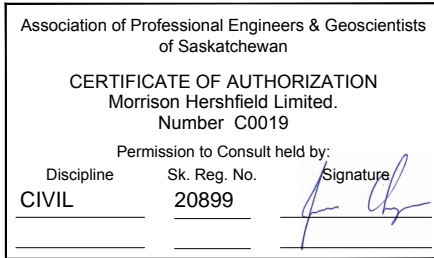 Association of Professional Engineers & Geoscientists
of Saskatchewan
CERTIFICATE OF AUTHORIZATION
Morrison Hershfield Limited.
Number C0019
Permission to Consult held by:
Discipline Sk. Reg. No. Signature
CIVIL 20899